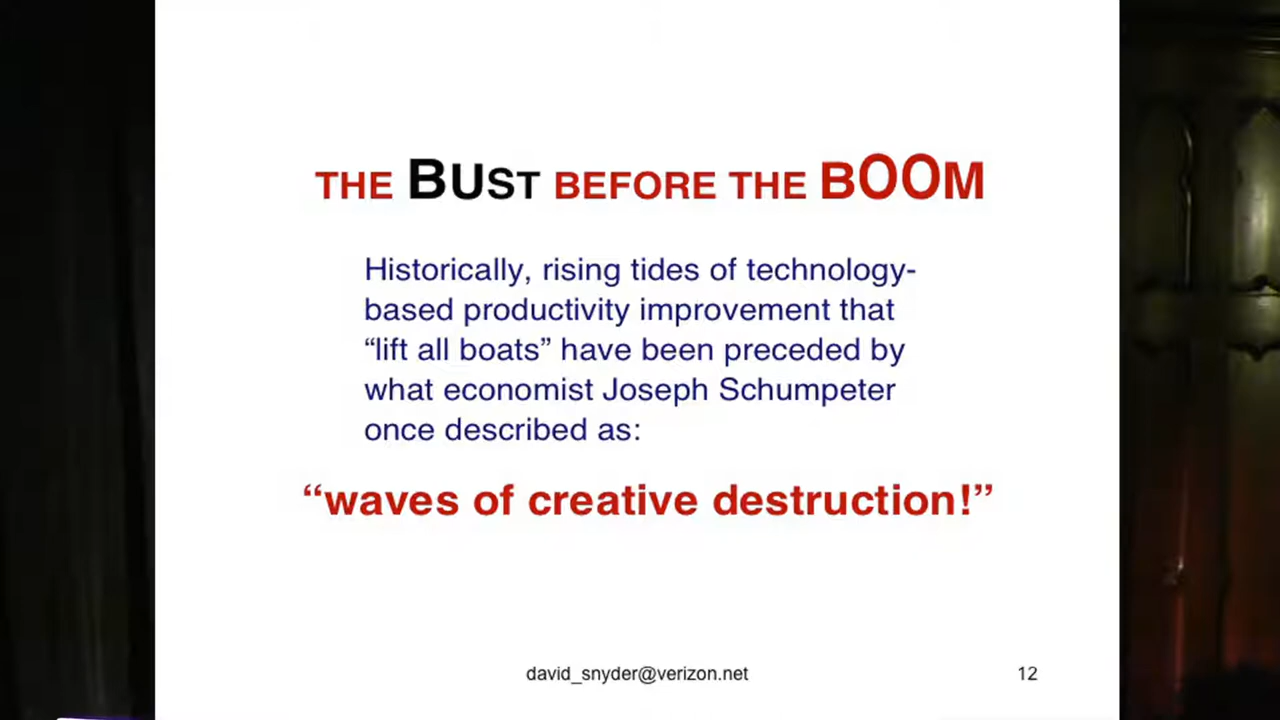 THE BUST BEFORE THE BOOM
Historically, rising tides of technology-
based productivity improvement that
“lift all boats” have been preceded by
what economist Joseph Schumpeter
once described as:
“waves of creative destruction!”
david_snyder@verizon.net
12